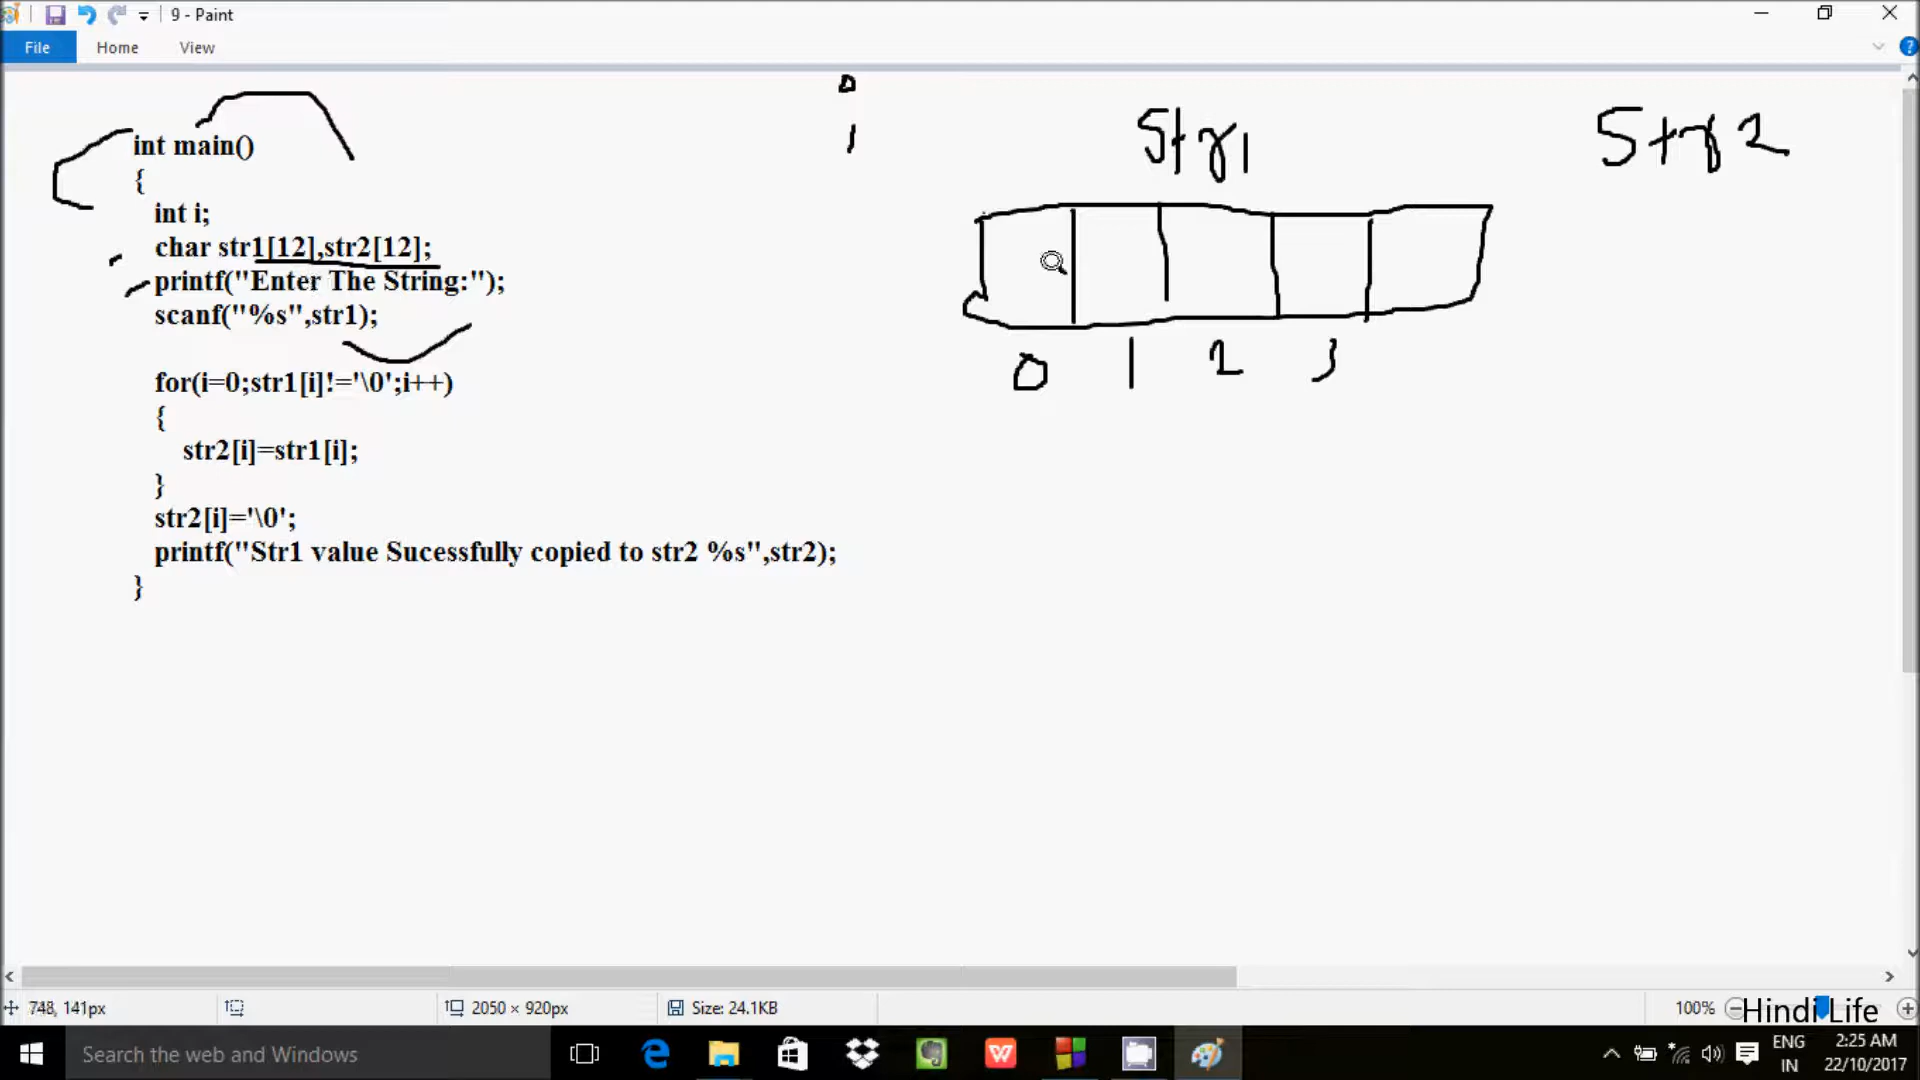 9 - Paint
File Home View
int main()
{
int i;
char str1[12],str2[12];
printf("Enter The String:");
scanf("%s",str1);
for(i=0;str1[i]!='\0';i++)
{
str2[i]=str1[i];
}
str2[i]='\0';
printf("Str1 value Sucessfully copied to str2 %s",str2);
}
i
Str1
Str2
0 1 2 3
748, 141px 2050 × 920px Size: 24.1KB 100%
Hindi Life
Search the web and Windows
ENG
IN
2:25 AM
22/10/2017